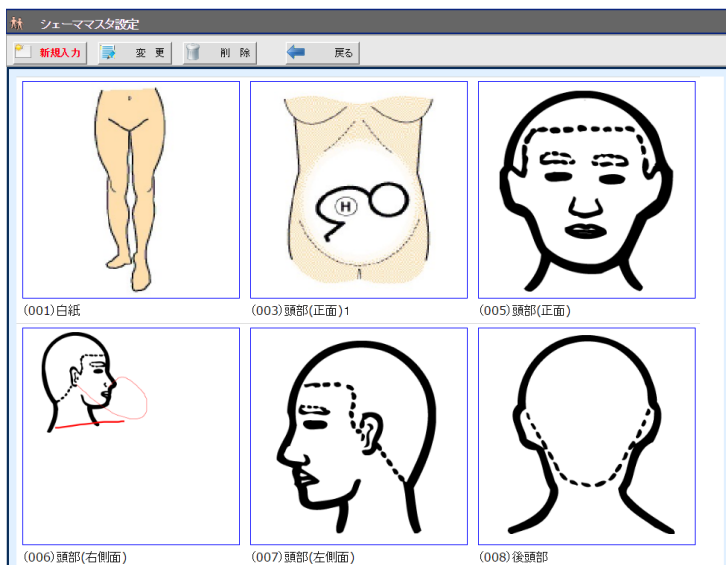 シェーママスタ設定
新規入力 変 更 削 除 戻る
(001)白紙 (003)頭部(正面)1 (005)頭部(正面)
H
(006)頭部(右側面) (007)頭部(左側面) (008)後頭部